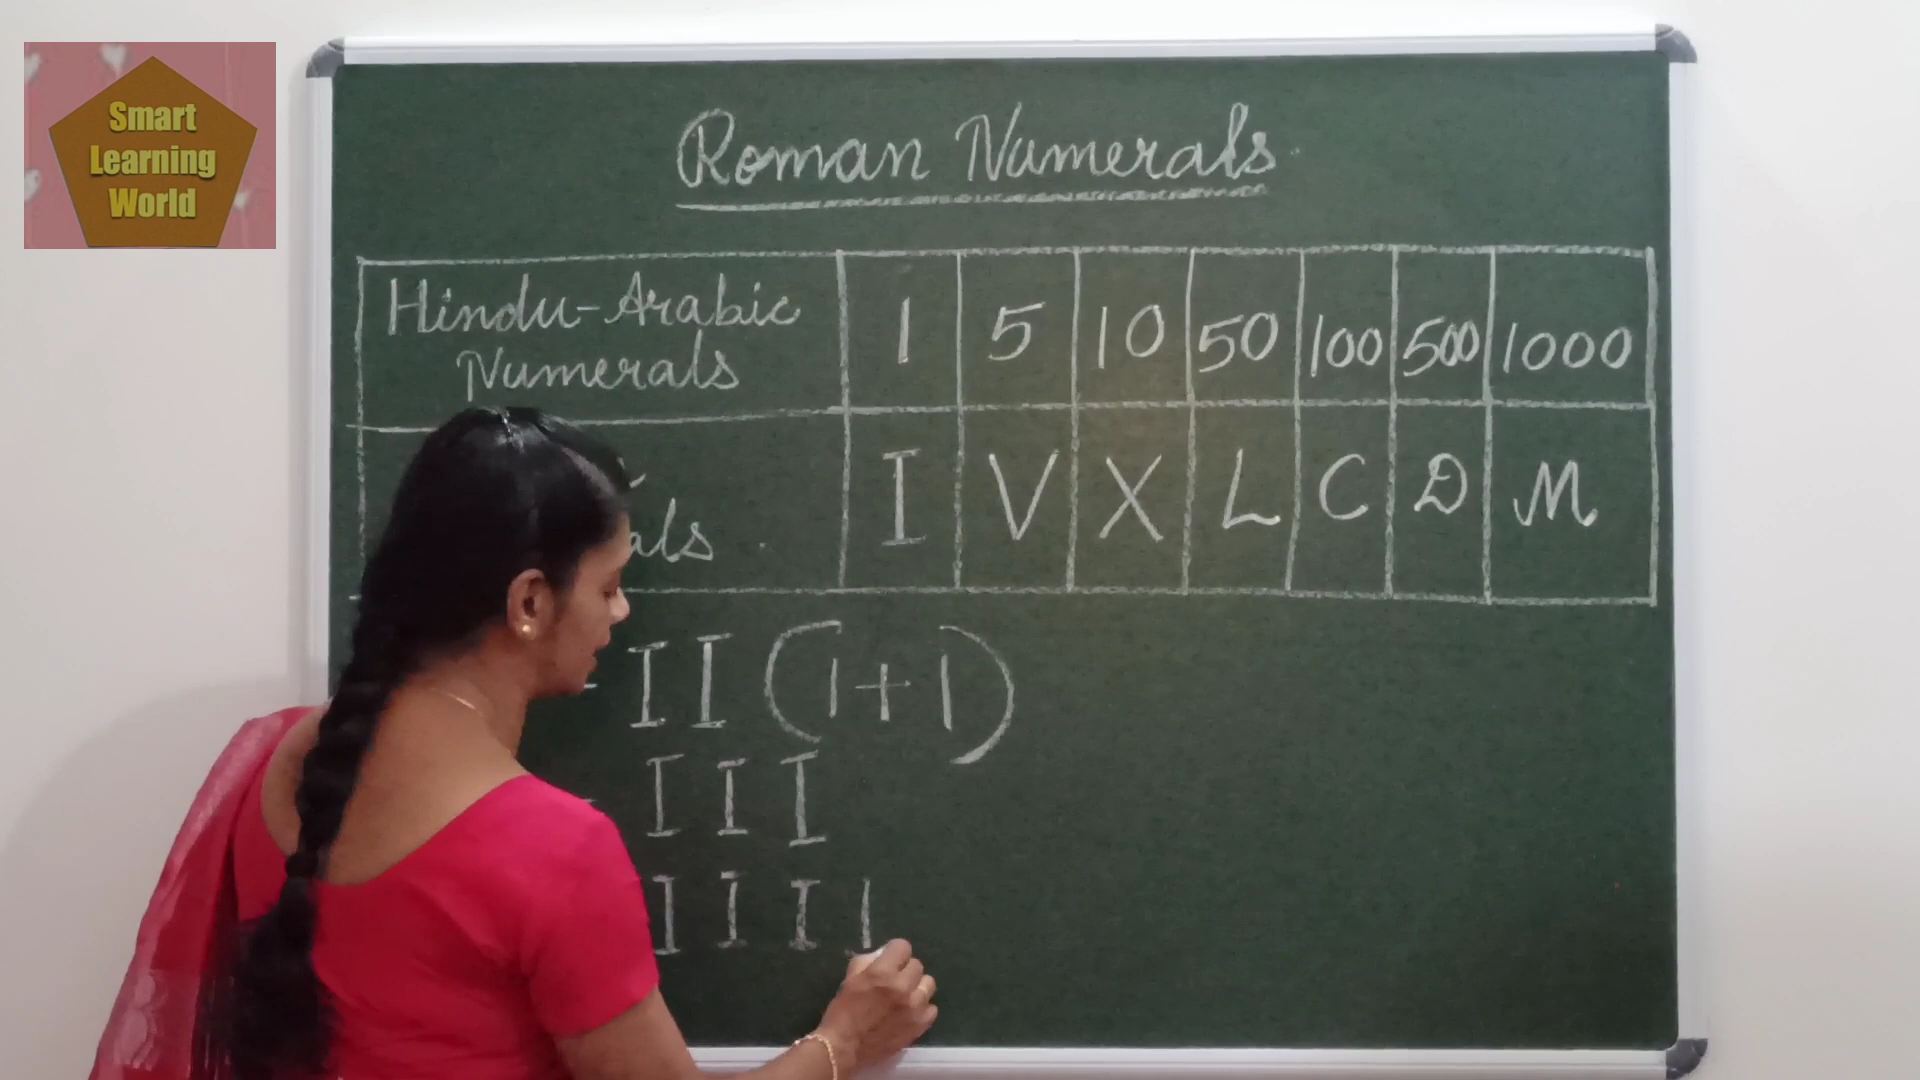 Smart
Learning
World
Roman Numerals
Hindu-Arabic 1 5 10 50 100 500 1000
Numerals
I V X L C D M
als
- II (1+1)
III
IIII